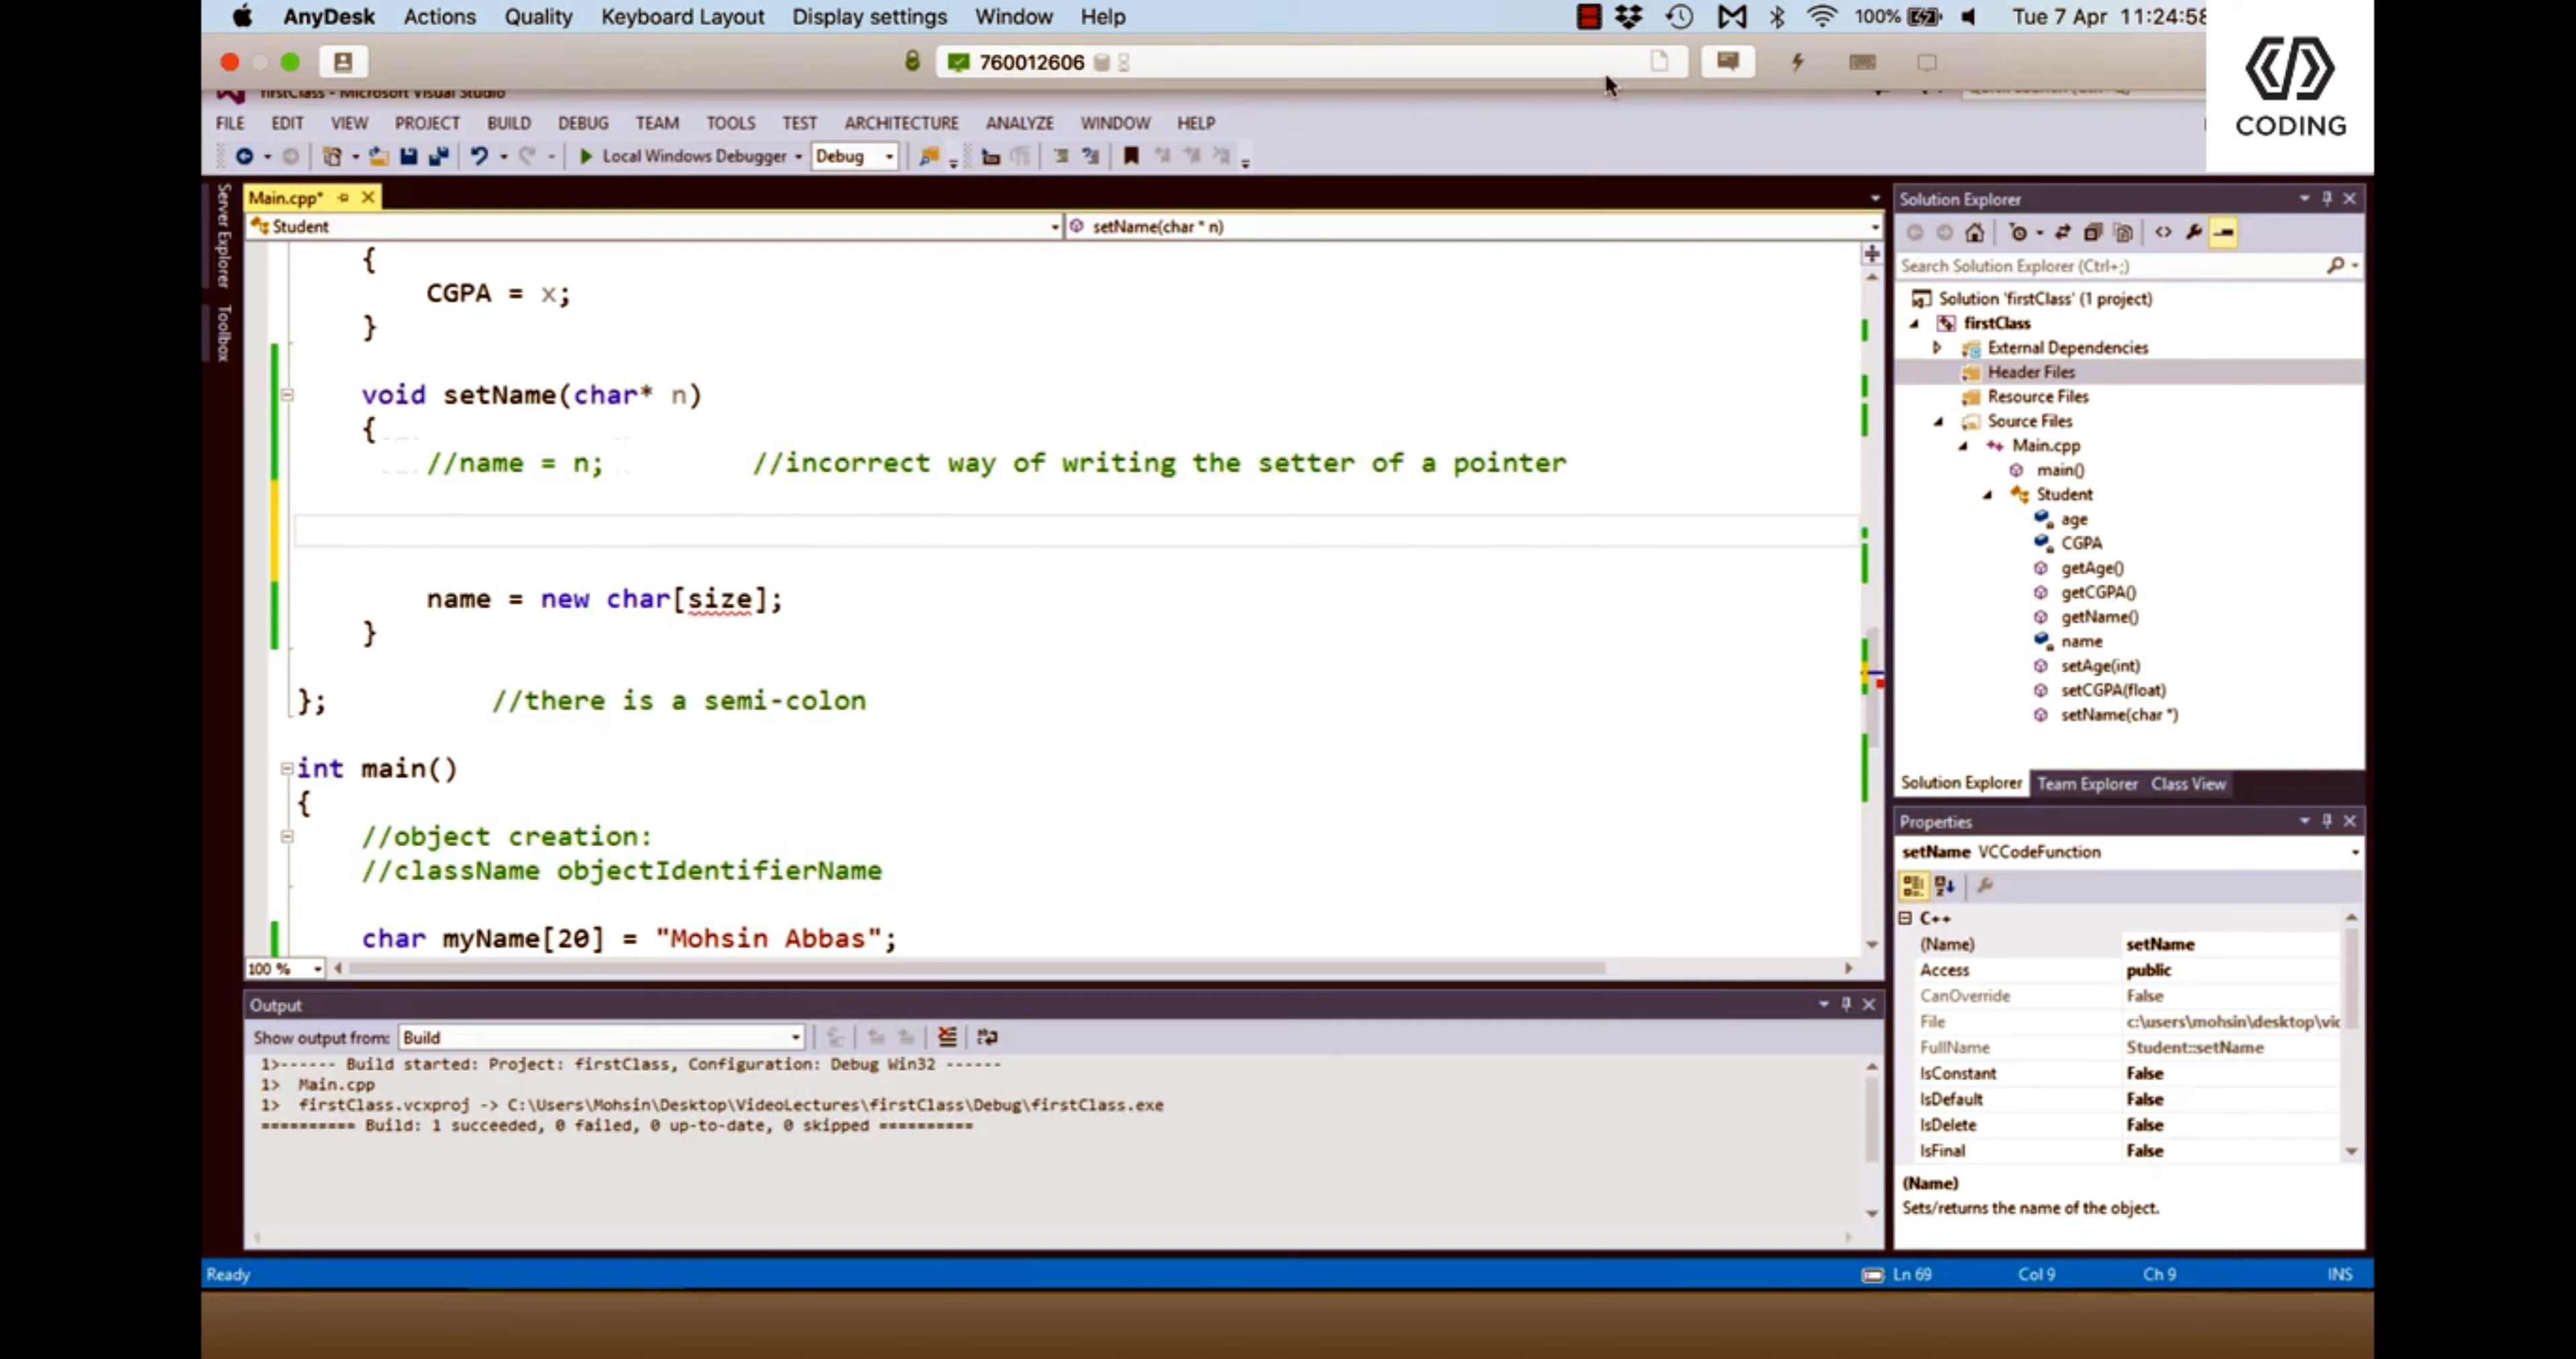 AnyDesk Actions Quality Keyboard Layout Display settings Window Help 100% Tue 7 Apr 11:24:58
760012606
CODING
firstClass - Microsoft Visual Studio
FILE EDIT VIEW PROJECT BUILD DEBUG TEAM TOOLS TEST ARCHITECTURE ANALYZE WINDOW HELP
Local Windows Debugger Debug
Server Explorer
Toolbox
Main.cpp*
Student setName(char * n)
{
CGPA = x;
}
void setName(char* n)
{
//name = n; //incorrect way of writing the setter of a pointer
name = new char[size];
}
}; //there is a semi-colon
int main()
{
//object creation:
//className objectIdentifierName
char myName[20] = "Mohsin Abbas";
100 %
Output
Show output from: Build
1>------ Build started: Project: firstClass, Configuration: Debug Win32 ------
1> Main.cpp
1> firstClass.vcxproj -> C:\Users\Mohsin\Desktop\VideoLectures\firstClass\Debug\firstClass.exe
========== Build: 1 succeeded, 0 failed, 0 up-to-date, 0 skipped ==========
Solution Explorer
Search Solution Explorer (Ctrl+;)
Solution 'firstClass' (1 project)
firstClass
External Dependencies
Header Files
Resource Files
Source Files
Main.cpp
main()
Student
age
CGPA
getAge()
getCGPA()
getName()
name
setAge(int)
setCGPA(float)
setName(char *)
Solution Explorer Team Explorer Class View
Properties
setName VCCodeFunction
C++
(Name) setName
Access public
CanOverride False
File c:\users\mohsin\desktop\vic
FullName Student::setName
IsConstant False
IsDefault False
IsDelete False
IsFinal False
(Name)
Sets/returns the name of the object.
Ready Ln 69 Col 9 Ch 9 INS